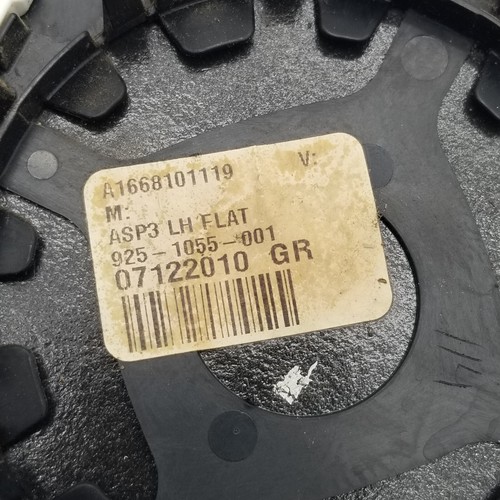 A1668101119 V:
M:
ASP3 LH FLAT
925-1055-001
07122010 GR